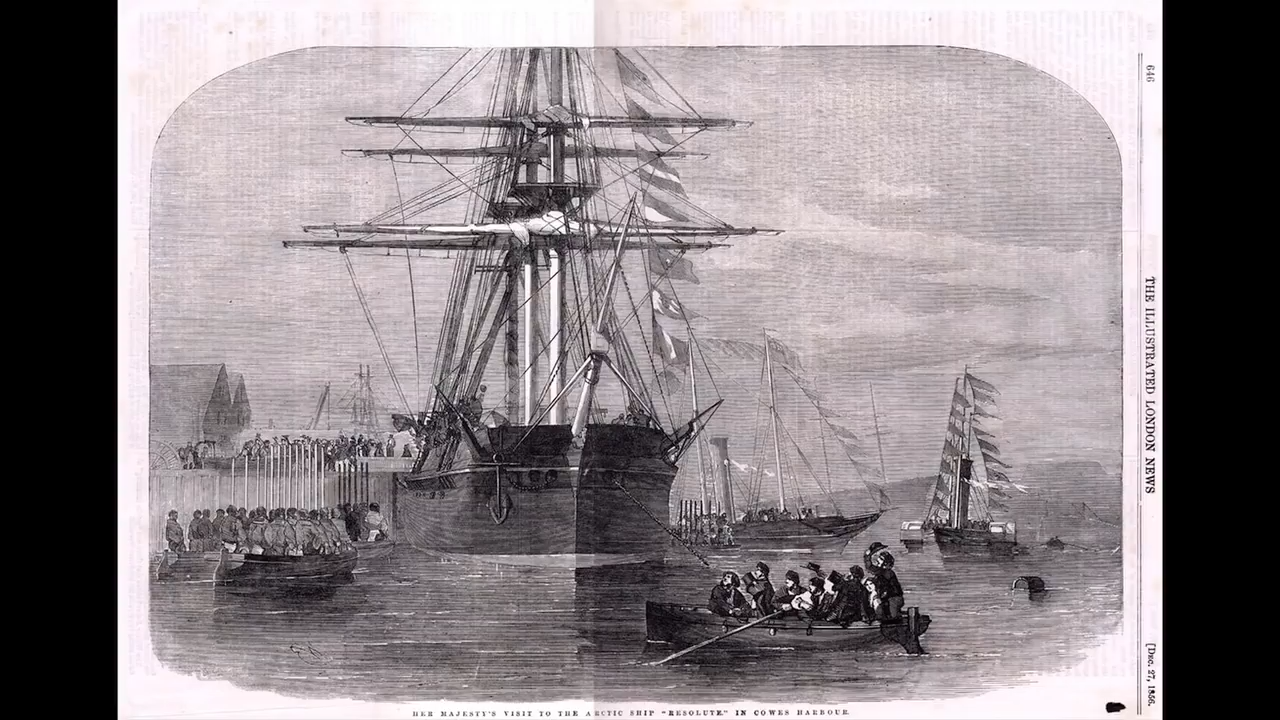 646
THE ILLUSTRATED LONDON NEWS
[DEC. 27, 1856.
HER MAJESTY'S VISIT TO THE ARCTIC SHIP "RESOLUTE" IN COWES HARBOUR.